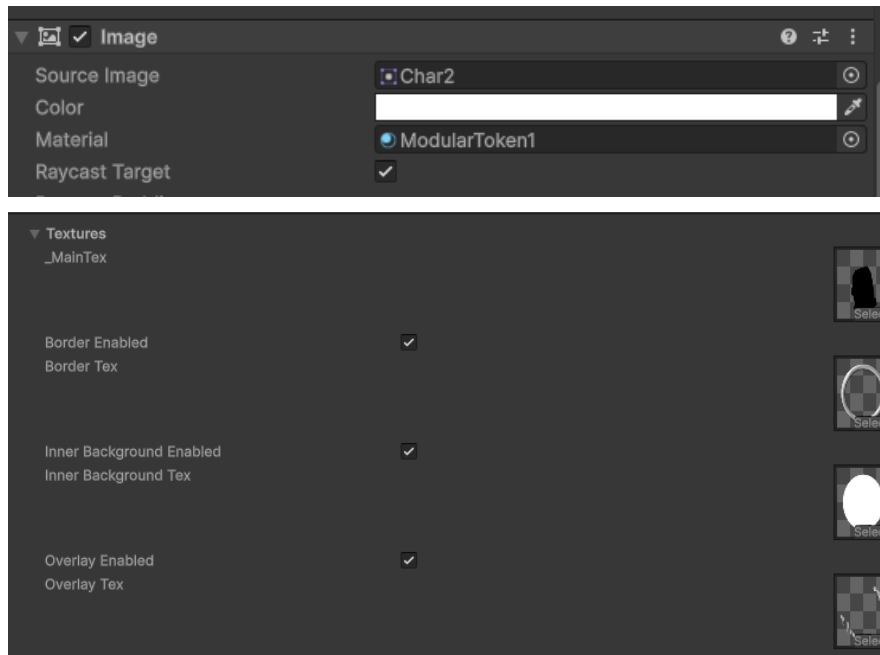 Image
Source Image Char2
Color
Material ModularToken1
Raycast Target
Textures
_MainTex
Border Enabled
Border Tex
Inner Background Enabled
Inner Background Tex
Overlay Enabled
Overlay Tex